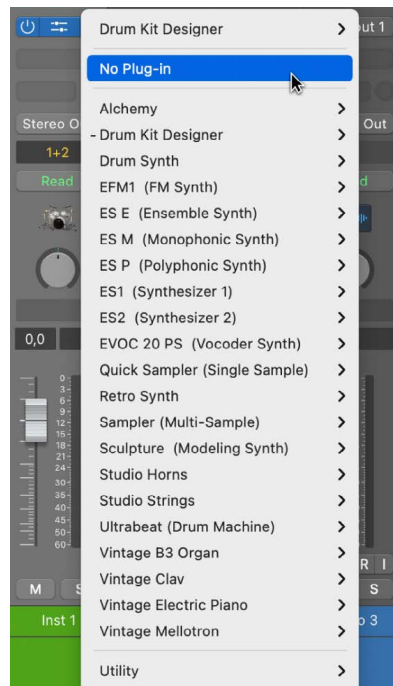 Drum Kit Designer
ut 1
No Plug-in
Alchemy
Stereo O
Out
- Drum Kit Designer
1+2
Drum Synth
Read
d
EFM1 (FM Synth)
ES E (Ensemble Synth)
ES M (Monophonic Synth)
ES P (Polyphonic Synth)
ES1 (Synthesizer 1)
ES2 (Synthesizer 2)
0,0
EVOC 20 PS (Vocoder Synth)
Quick Sampler (Single Sample)
Retro Synth
Sampler (Multi-Sample)
Sculpture (Modeling Synth)
Studio Horns
Studio Strings
Ultrabeat (Drum Machine)
Vintage B3 Organ
Vintage Clav
Vintage Electric Piano
Vintage Mellotron
Utility
0
3
6
9
12
15
18
21
24
30
35
40
45
50
60
R I
M S
S
Inst 1
o 3